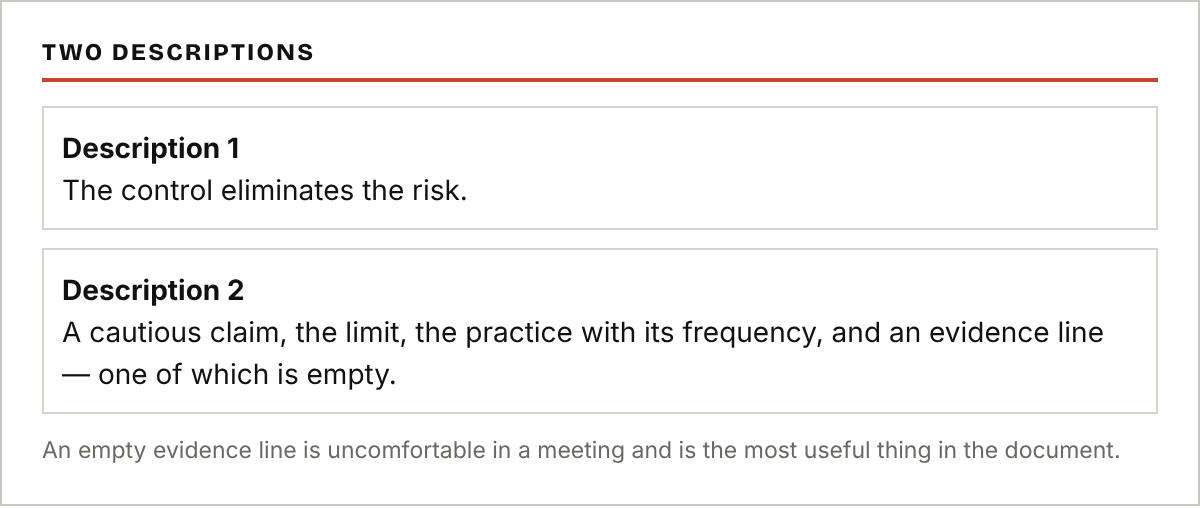 TWO DESCRIPTIONS
Description 1
The control eliminates the risk.
Description 2
A cautious claim, the limit, the practice with its frequency, and an evidence line
— one of which is empty.
An empty evidence line is uncomfortable in a meeting and is the most useful thing in the document.